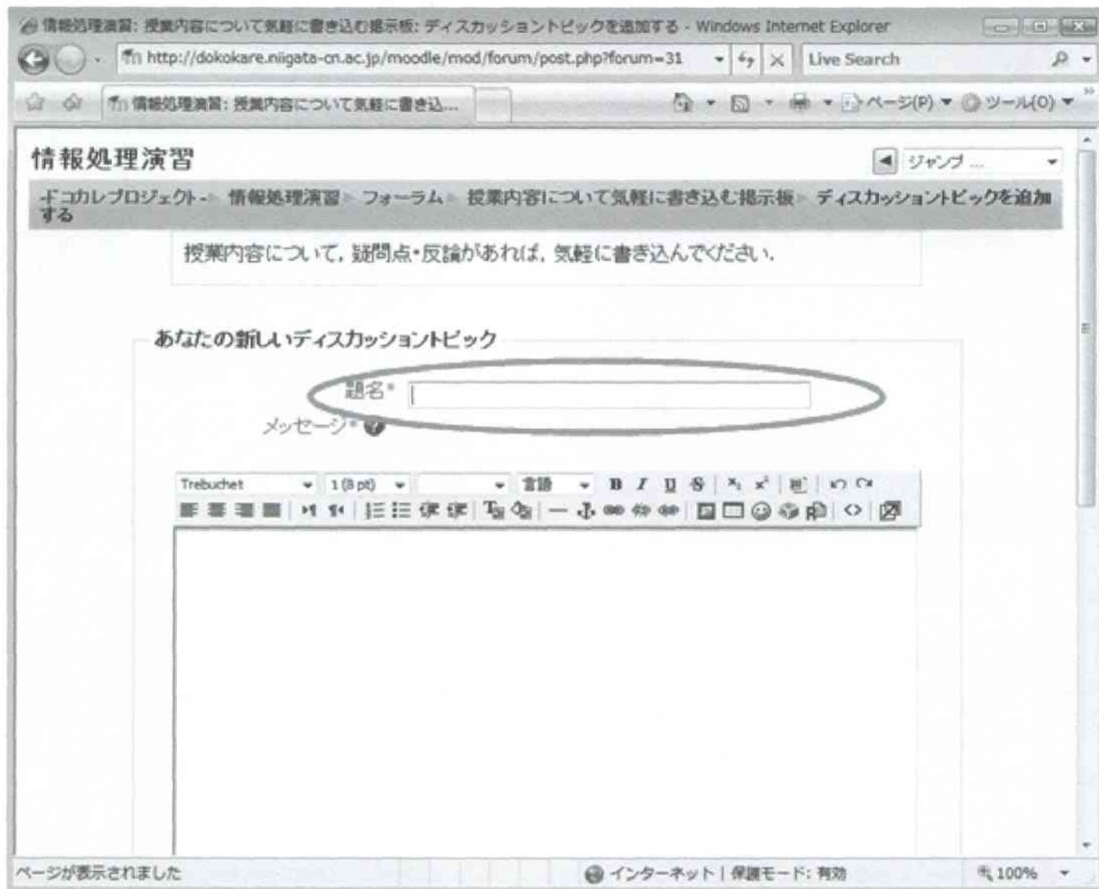 情報処理演習: 授業内容について気軽に書き込む掲示板: ディスカッショントピックを追加する - Windows Internet Explorer
http://dokokare.niigata-cn.ac.jp/moodle/mod/forum/post.php?forum=31 Live Search
情報処理演習: 授業内容について気軽に書き込... ページ(P) ツール(O)
情報処理演習 ジャンプ ...
-ドコカレプロジェクト- 情報処理演習 フォーラム 授業内容について気軽に書き込む掲示板 ディスカッショントピックを追加
する
授業内容について, 疑問点・反論があれば, 気軽に書き込んでください.
あなたの新しいディスカッショントピック
題名*
メッセージ*
Trebuchet 1 (8 pt) 言語 B I U S x₂ x²
ページが表示されました インターネット | 保護モード: 有効 100%